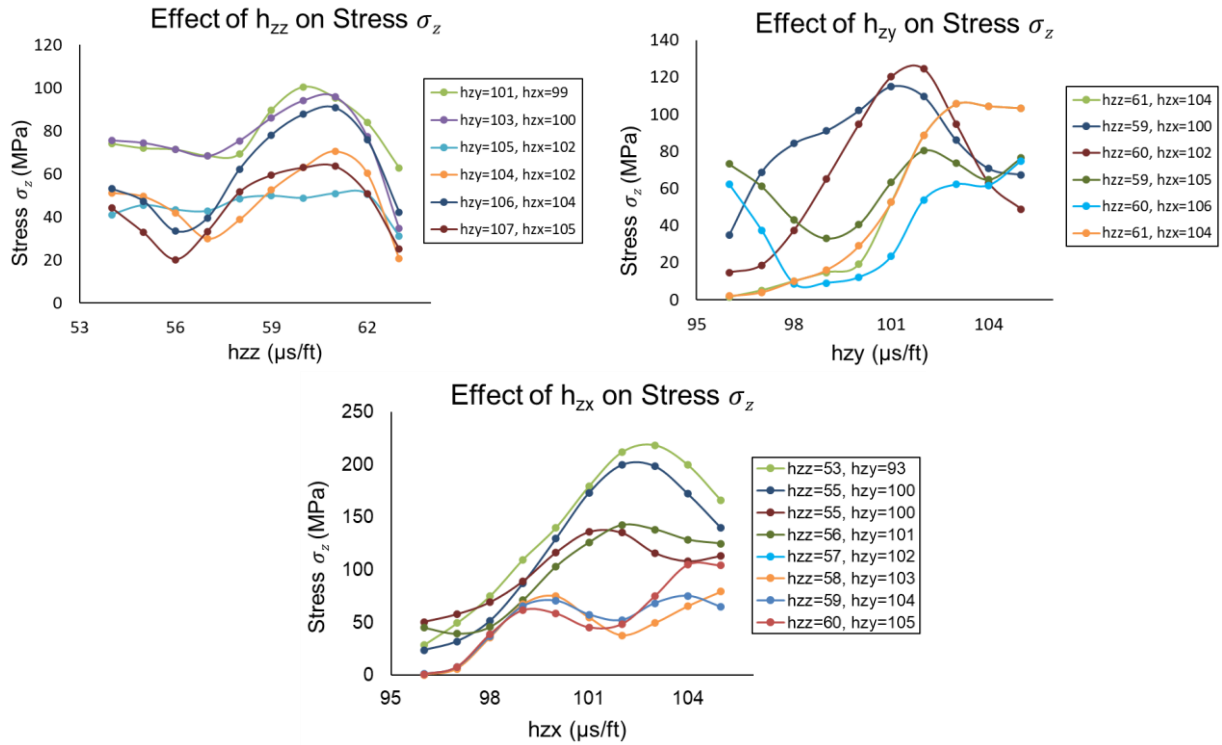 Effect of hzz on Stress σz
120
100
80
60
40
20
0
Stress σz (MPa)
53
56
59
62
hzz (μs/ft)
hzy=101, hzx=99
hzy=103, hzx=100
hzy=105, hzx=102
hzy=104, hzx=102
hzy=106, hzx=104
hzy=107, hzx=105
Effect of hzy on Stress σz
140
120
100
80
60
40
20
0
Stress σz (MPa)
95
98
101
104
hzy (μs/ft)
hzz=61, hzx=104
hzz=59, hzx=100
hzz=60, hzx=102
hzz=59, hzx=105
hzz=60, hzx=106
hzz=61, hzx=104
Effect of hzx on Stress σz
250
200
150
100
50
0
Stress σz (MPa)
95
98
101
104
hzx (μs/ft)
hzz=53, hzy=93
hzz=55, hzy=100
hzz=55, hzy=100
hzz=56, hzy=101
hzz=57, hzy=102
hzz=58, hzy=103
hzz=59, hzy=104
hzz=60, hzy=105